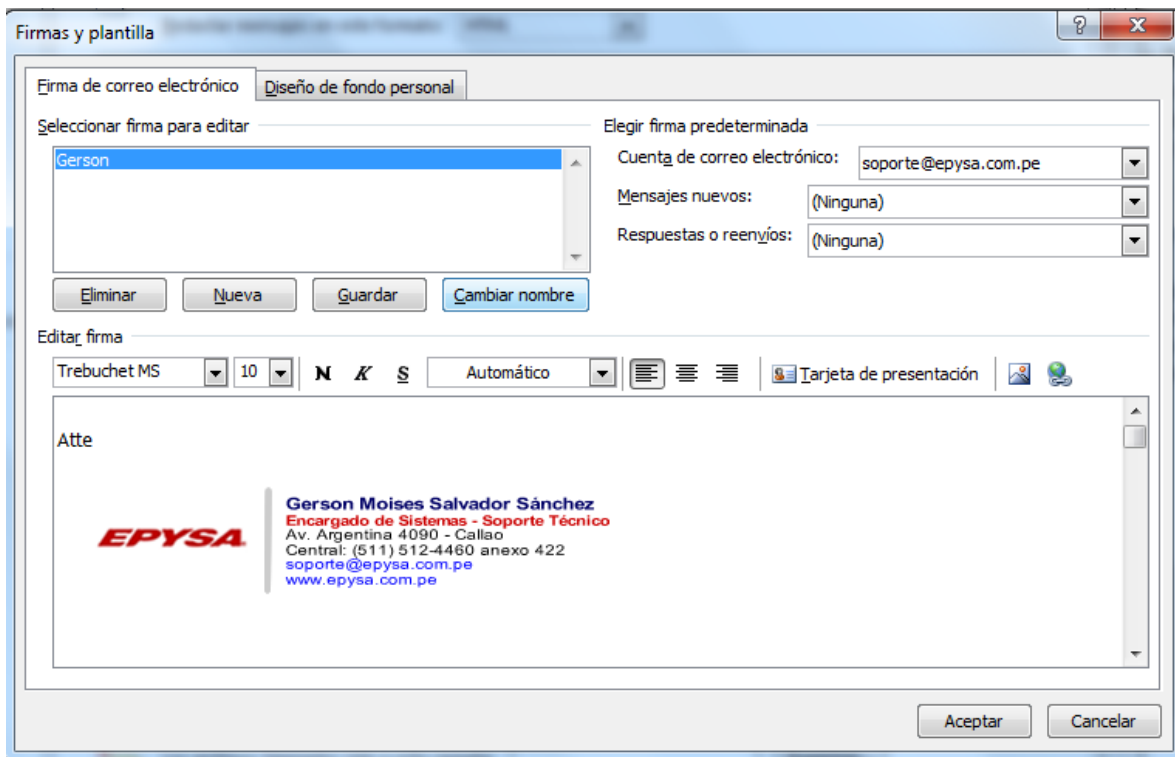 Firmas y plantilla
Firma de correo electrónico Diseño de fondo personal
Seleccionar firma para editar
Gerson
Eliminar Nueva Guardar Cambiar nombre
Elegir firma predeterminada
Cuenta de correo electrónico: soporte@epysa.com.pe
Mensajes nuevos: (Ninguna)
Respuestas o reenvíos: (Ninguna)
Editar firma
Trebuchet MS 10 N K S Automático Tarjeta de presentación
Atte
EPYSA
Gerson Moises Salvador Sánchez
Encargado de Sistemas - Soporte Técnico
Av. Argentina 4090 - Callao
Central: (511) 512-4460 anexo 422
soporte@epysa.com.pe
www.epysa.com.pe
Aceptar Cancelar